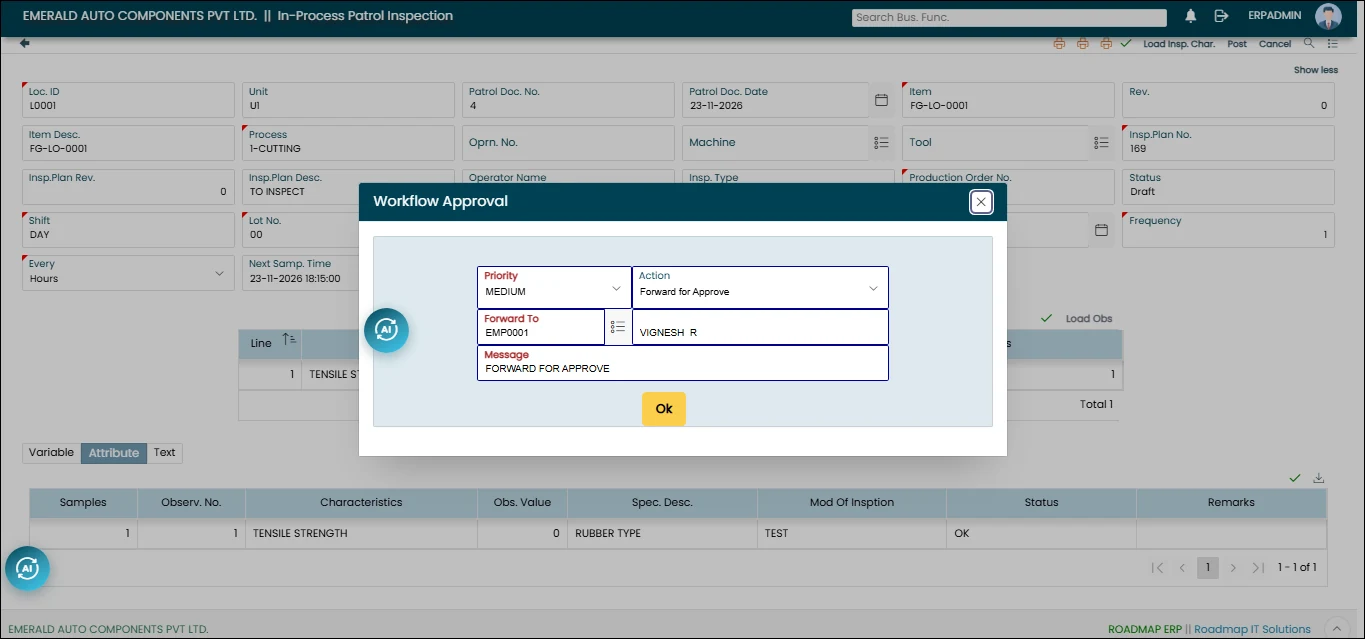 EMERALD AUTO COMPONENTS PVT LTD. || In-Process Patrol Inspection
Search Bus. Func.
ERPADMIN
Load Insp. Char. Post Cancel
Show less
Loc. ID
L0001
Unit
U1
Patrol Doc. No.
4
Patrol Doc. Date
23-11-2026
Item
FG-LO-0001
Rev.
0
Item Desc.
FG-LO-0001
Process
1-CUTTING
Oprn. No.
Machine
Tool
Insp.Plan No.
169
Insp.Plan Rev.
0
Insp.Plan Desc.
TO INSPECT
Operator Name
Insp. Type
Production Order No.
Status
Draft
Shift
DAY
Lot No.
00
Frequency
1
Every
Hours
Next Samp. Time
23-11-2026 18:15:00
Workflow Approval
Priority
MEDIUM
Action
Forward for Approve
Forward To
EMP0001
VIGNESH R
Message
FORWARD FOR APPROVE
Ok
AI
Load Obs
Line
s
1 TENSILE ST
1
Total 1
Variable Attribute Text
Samples Observ. No. Characteristics Obs. Value Spec. Desc. Mod Of Insption Status Remarks
1 1 TENSILE STRENGTH 0 RUBBER TYPE TEST OK
AI
1 1 - 1 of 1
EMERALD AUTO COMPONENTS PVT LTD.
ROADMAP ERP || Roadmap IT Solutions